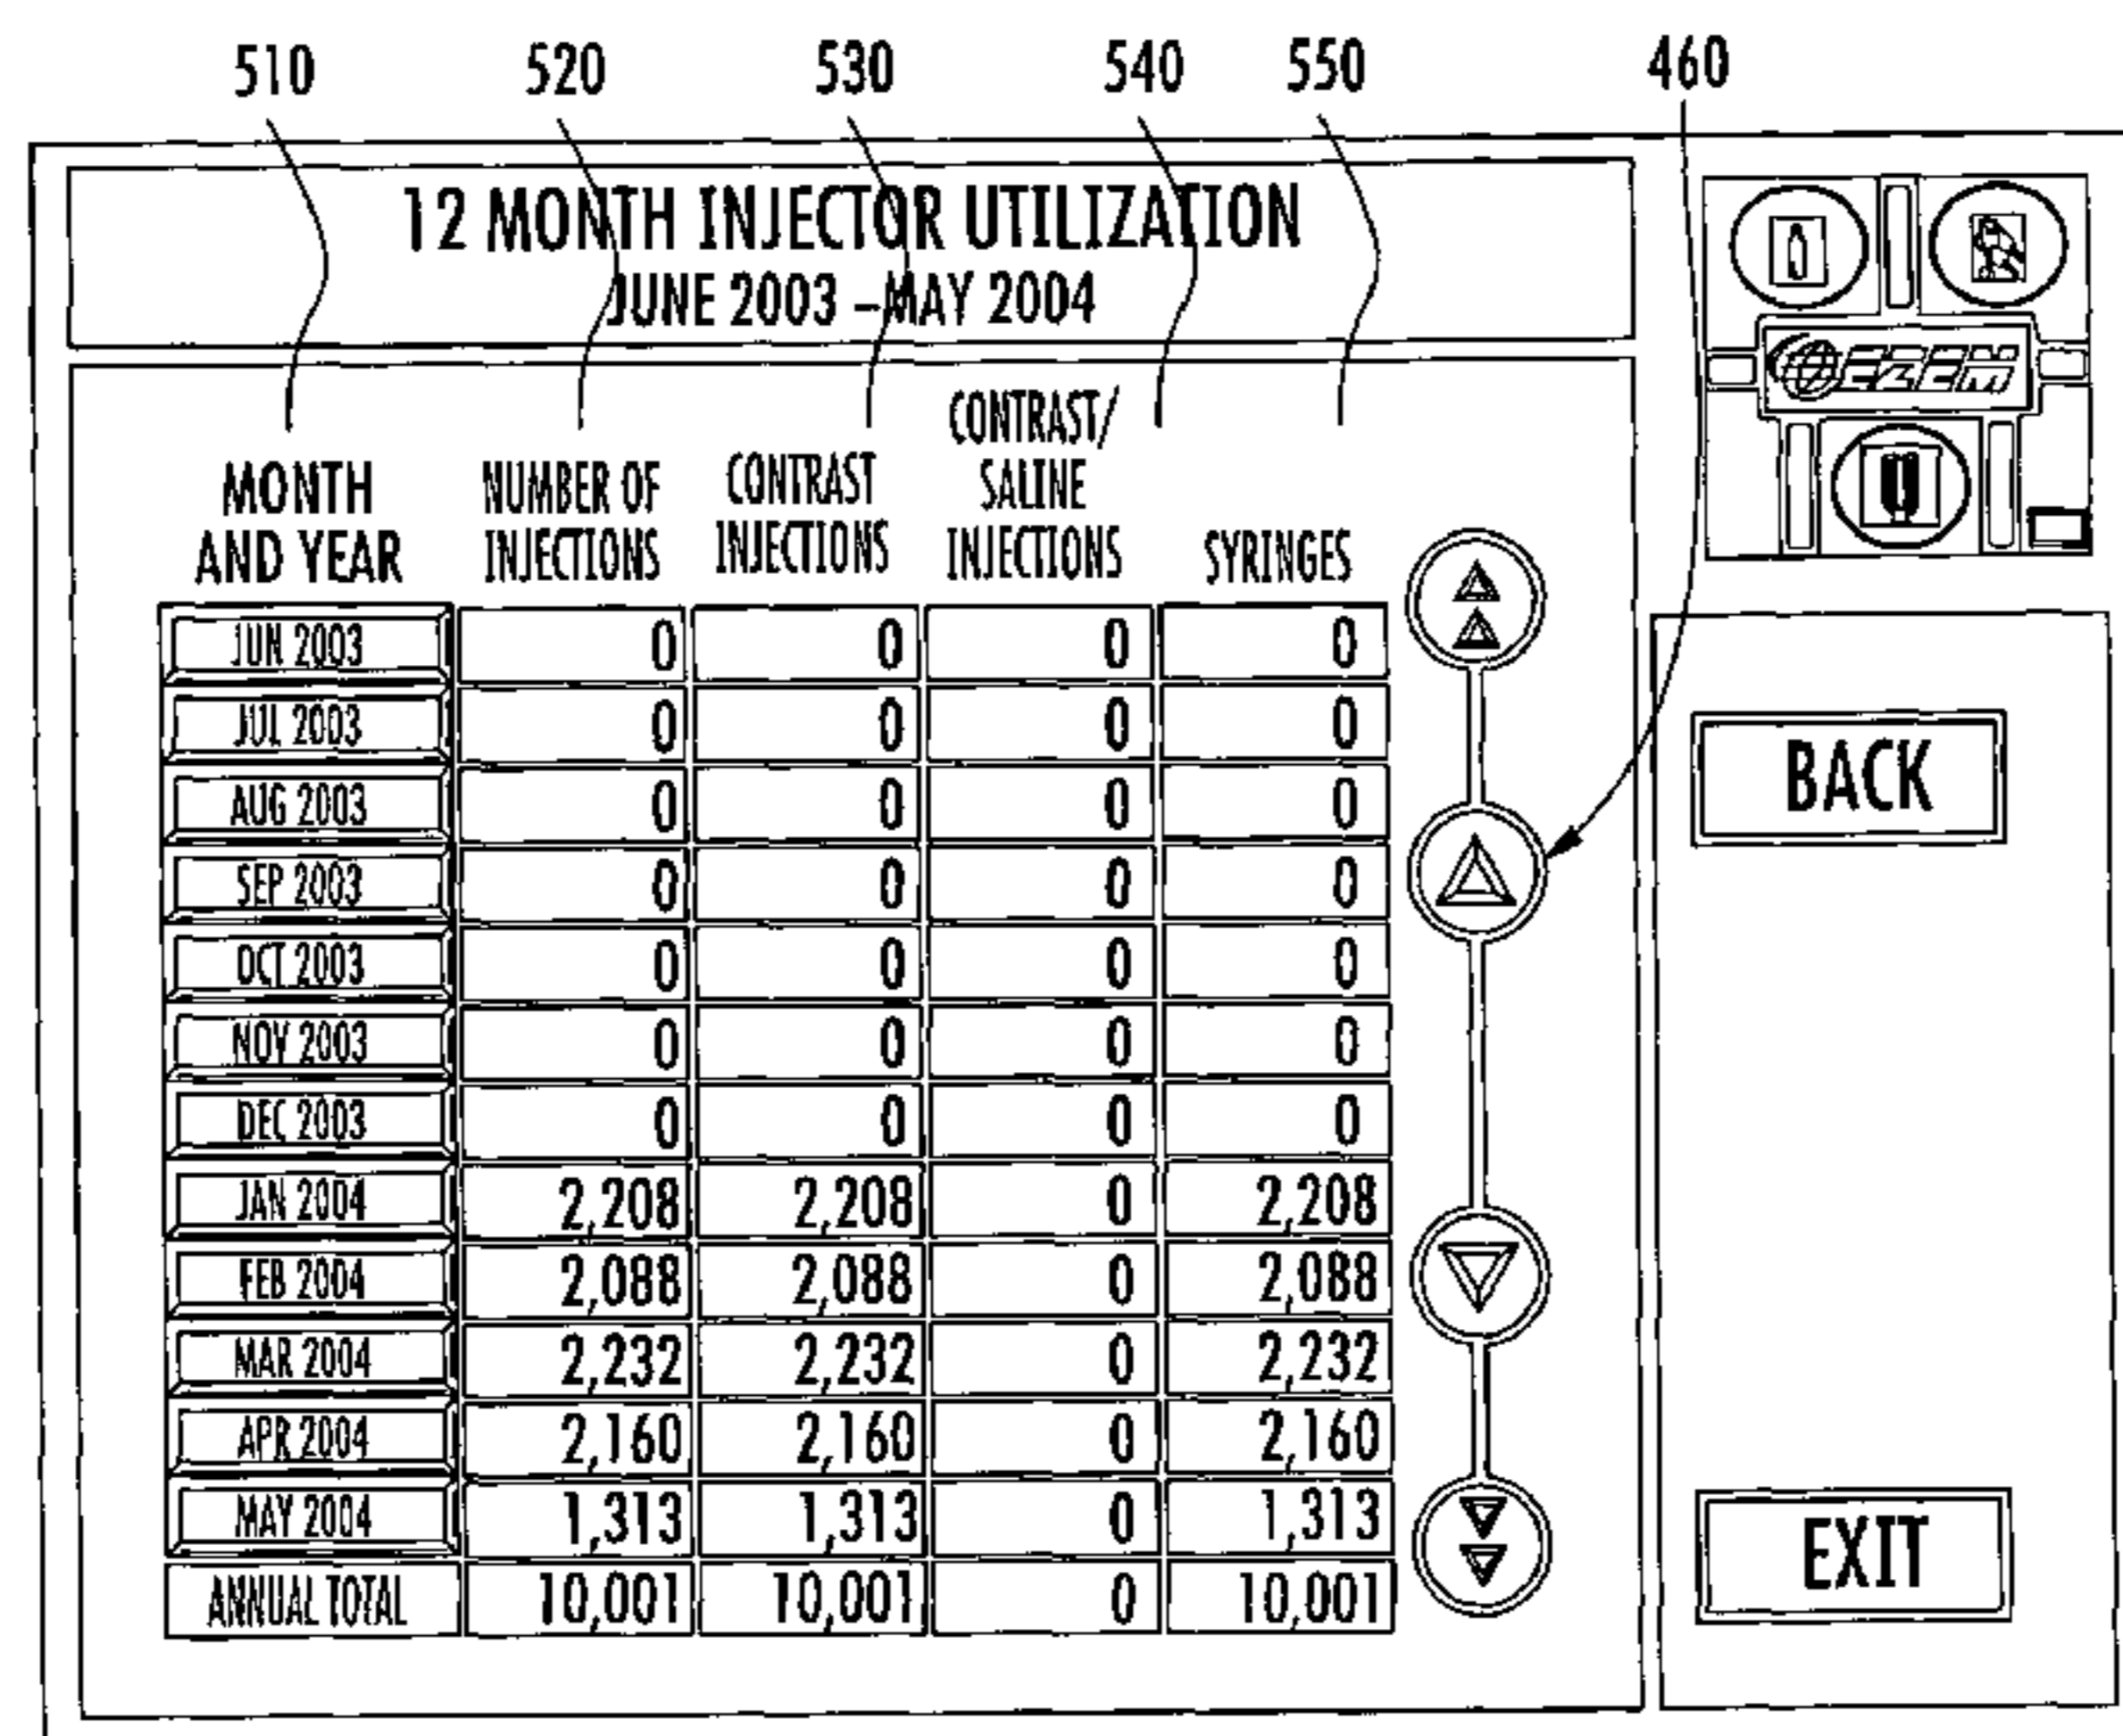 510 520 530 540 550 460
12 MONTH INJECTOR UTILIZATION
JUNE 2003 –MAY 2004
EZEM
MONTH
AND YEAR
NUMBER OF
INJECTIONS
CONTRAST
INJECTIONS
CONTRAST/
SALINE
INJECTIONS
SYRINGES
JUN 2003 0 0 0 0
JUL 2003 0 0 0 0
AUG 2003 0 0 0 0
SEP 2003 0 0 0 0
OCT 2003 0 0 0 0
NOV 2003 0 0 0 0
DEC 2003 0 0 0 0
JAN 2004 2,208 2,208 0 2,208
FEB 2004 2,088 2,088 0 2,088
MAR 2004 2,232 2,232 0 2,232
APR 2004 2,160 2,160 0 2,160
MAY 2004 1,313 1,313 0 1,313
ANNUAL TOTAL 10,001 10,001 0 10,001
BACK
EXIT